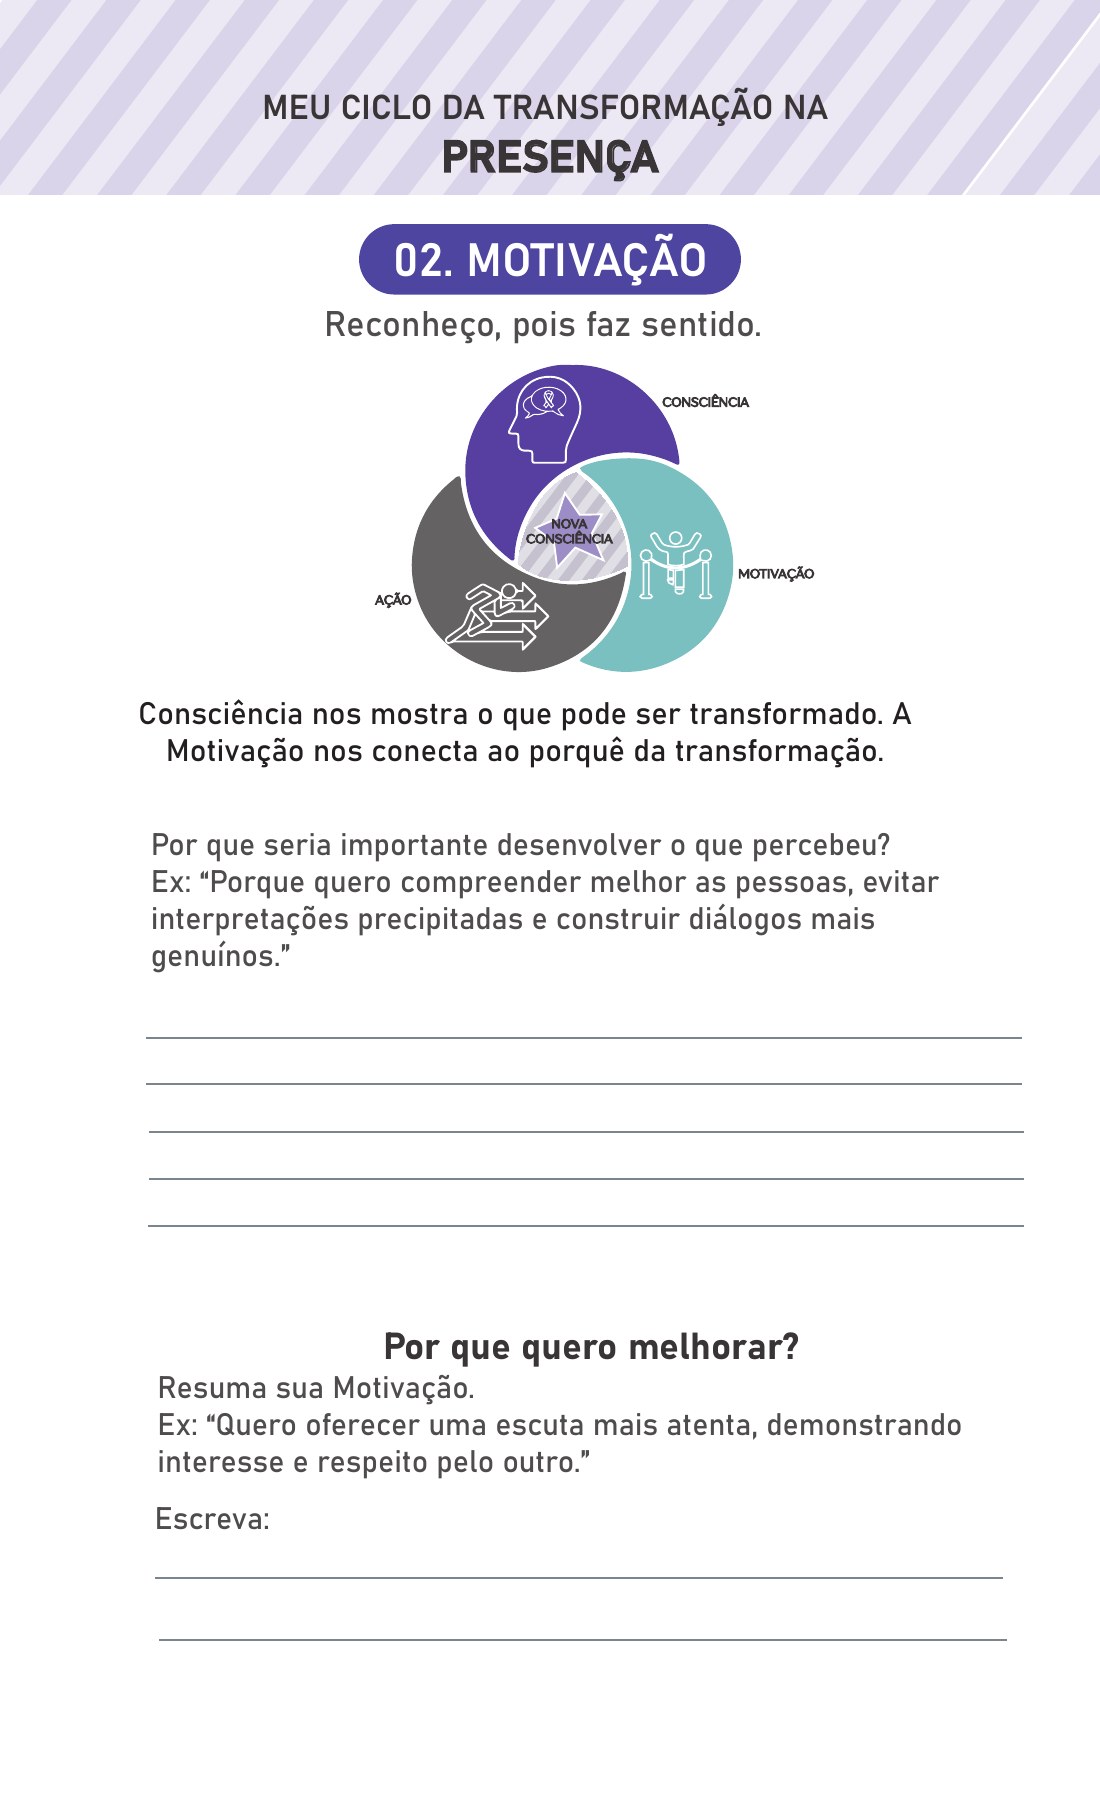 MEU CICLO DA TRANSFORMAÇÃO NA
PRESENÇA
02. MOTIVAÇÃO
Reconheço, pois faz sentido.
CONSCIÊNCIA
NOVA
CONSCIÊNCIA
MOTIVAÇÃO
AÇÃO
Consciência nos mostra o que pode ser transformado. A
Motivação nos conecta ao porquê da transformação.
Por que seria importante desenvolver o que percebeu?
Ex: “Porque quero compreender melhor as pessoas, evitar
interpretações precipitadas e construir diálogos mais
genuínos.”
Por que quero melhorar?
Resuma sua Motivação.
Ex: “Quero oferecer uma escuta mais atenta, demonstrando
interesse e respeito pelo outro.”
Escreva: